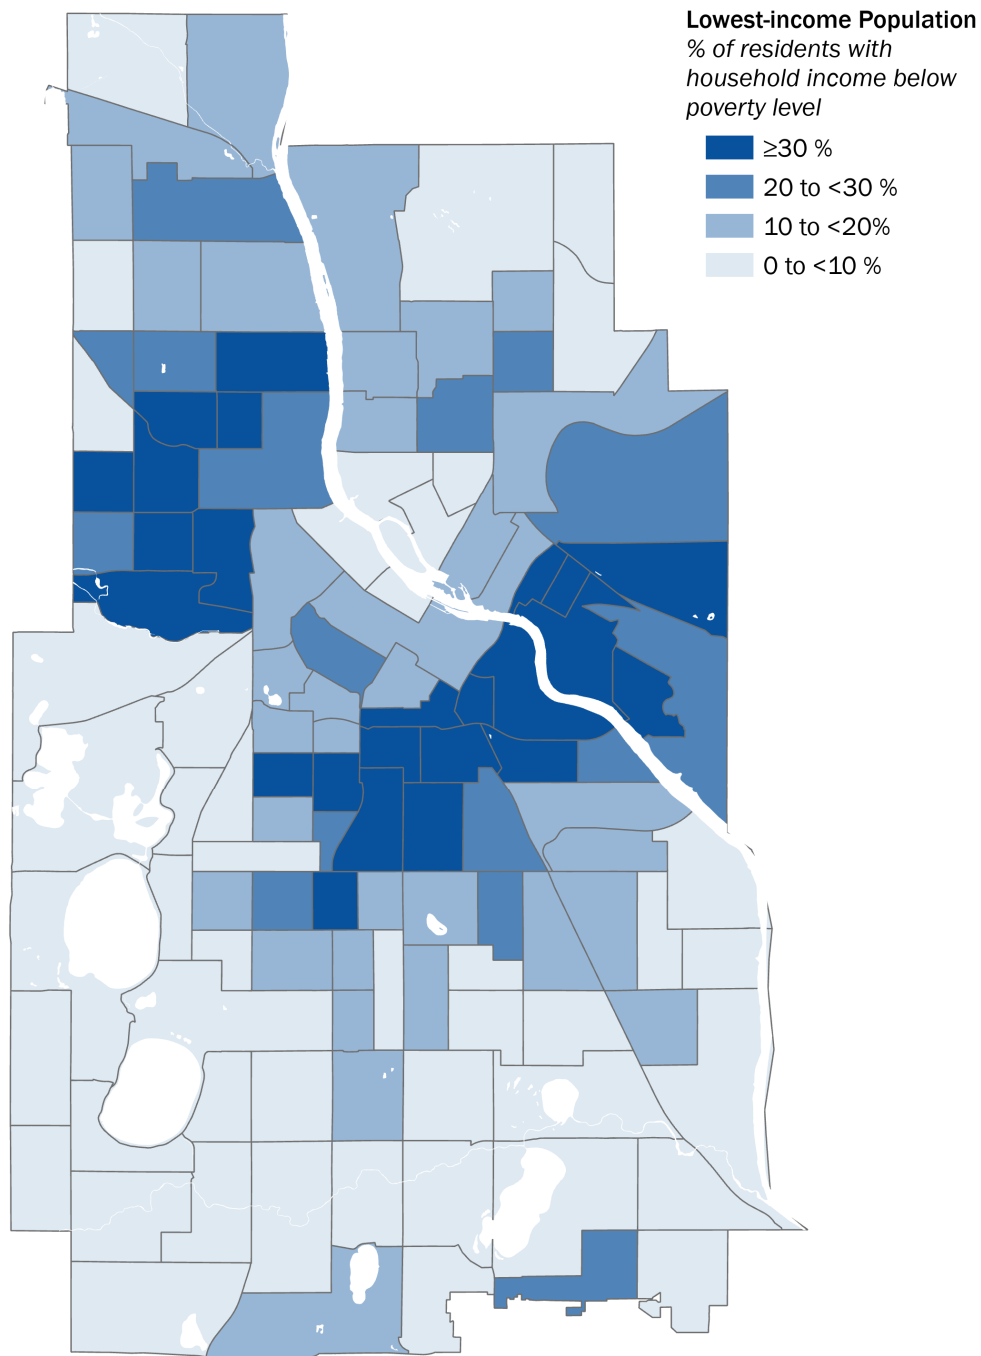 Lowest-income Population
% of residents with
household income below
poverty level
≥30 %
20 to <30 %
10 to <20%
0 to <10 %